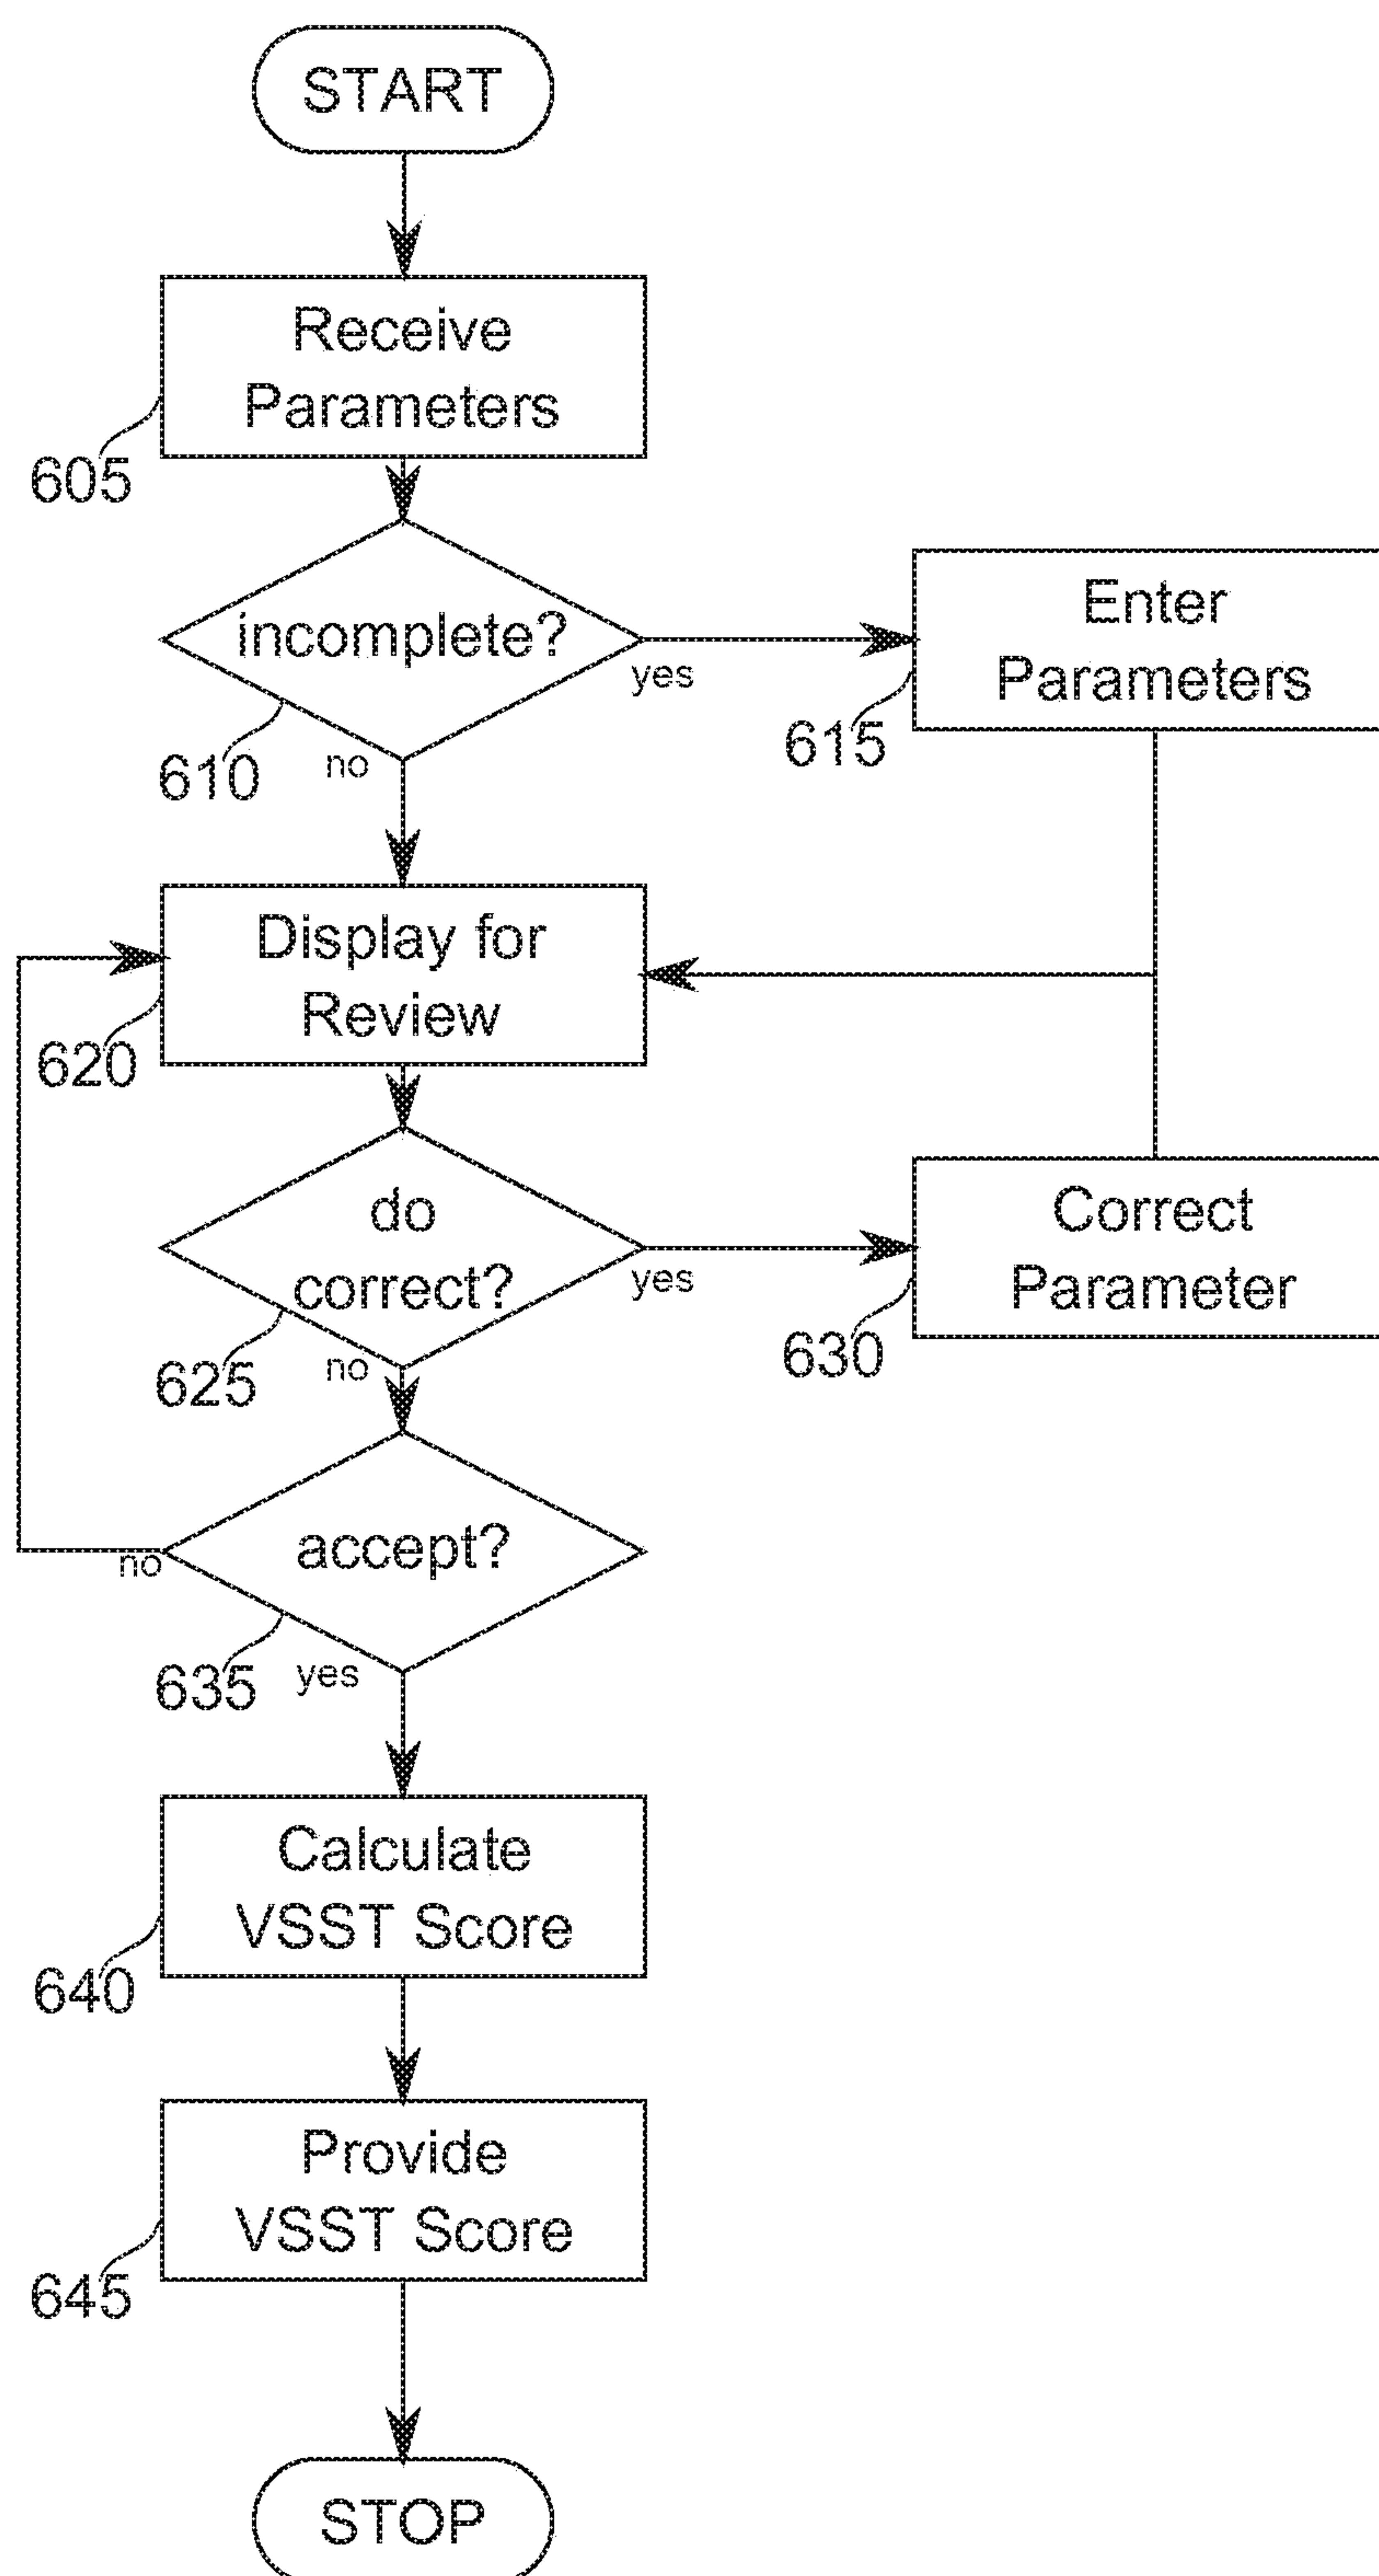 START
Receive
Parameters
605
incomplete?
yes
610
no
Enter
Parameters
615
Display for
Review
620
do
correct?
yes
625
no
Correct
Parameter
630
accept?
no
635
yes
Calculate
VSST Score
640
Provide
VSST Score
645
STOP